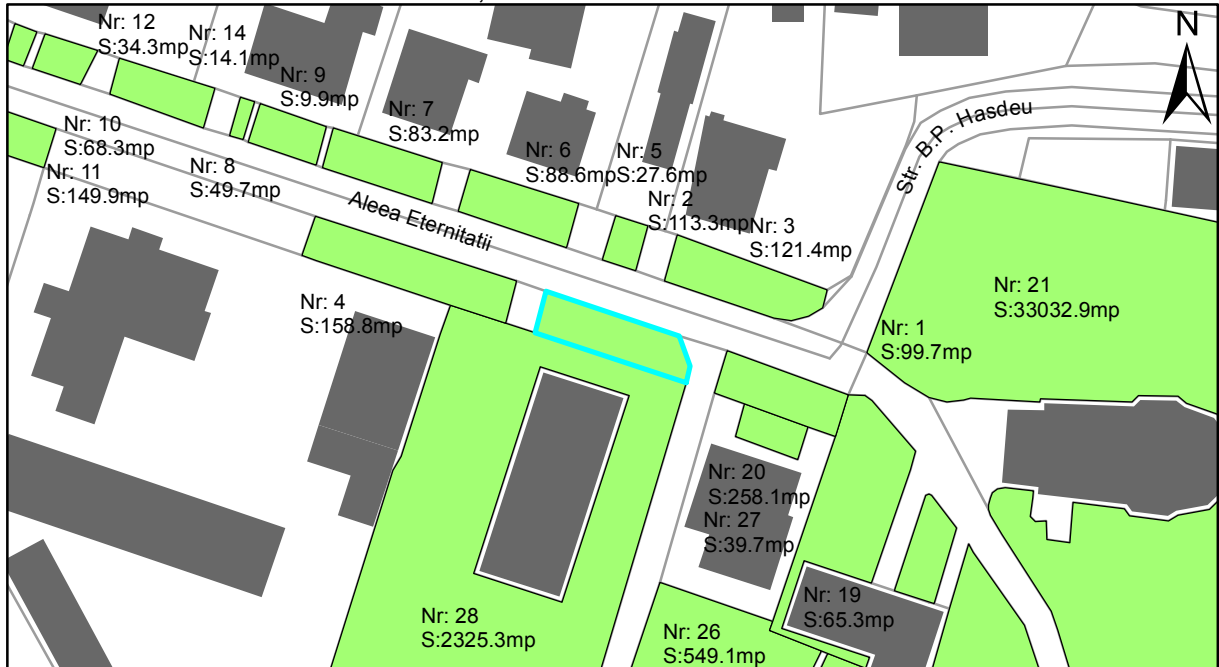 Nr: 12
S:34.3mp
Nr: 14
S:14.1mp
N
Nr: 9
S:9.9mp
Nr: 7
S:83.2mp
Str. B.P. Hasdeu
Nr: 10
S:68.3mp
Nr: 6
S:88.6mp
Nr: 5
S:27.6mp
Nr: 11
S:149.9mp
Nr: 8
S:49.7mp
Aleea Eternitatii
Nr: 2
S:113.3mp
Nr: 3
S:121.4mp
Nr: 21
S:33032.9mp
Nr: 4
S:158.8mp
Nr: 1
S:99.7mp
Nr: 20
S:258.1mp
Nr: 27
S:39.7mp
Nr: 19
S:65.3mp
Nr: 28
S:2325.3mp
Nr: 26
S:549.1mp